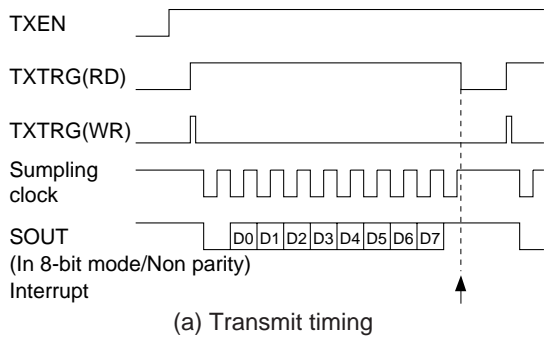 TXEN
TXTRG(RD)
TXTRG(WR)
Sumpling
clock
SOUT
D0 D1 D2 D3 D4 D5 D6 D7
(In 8-bit mode/Non parity)
Interrupt
(a) Transmit timing